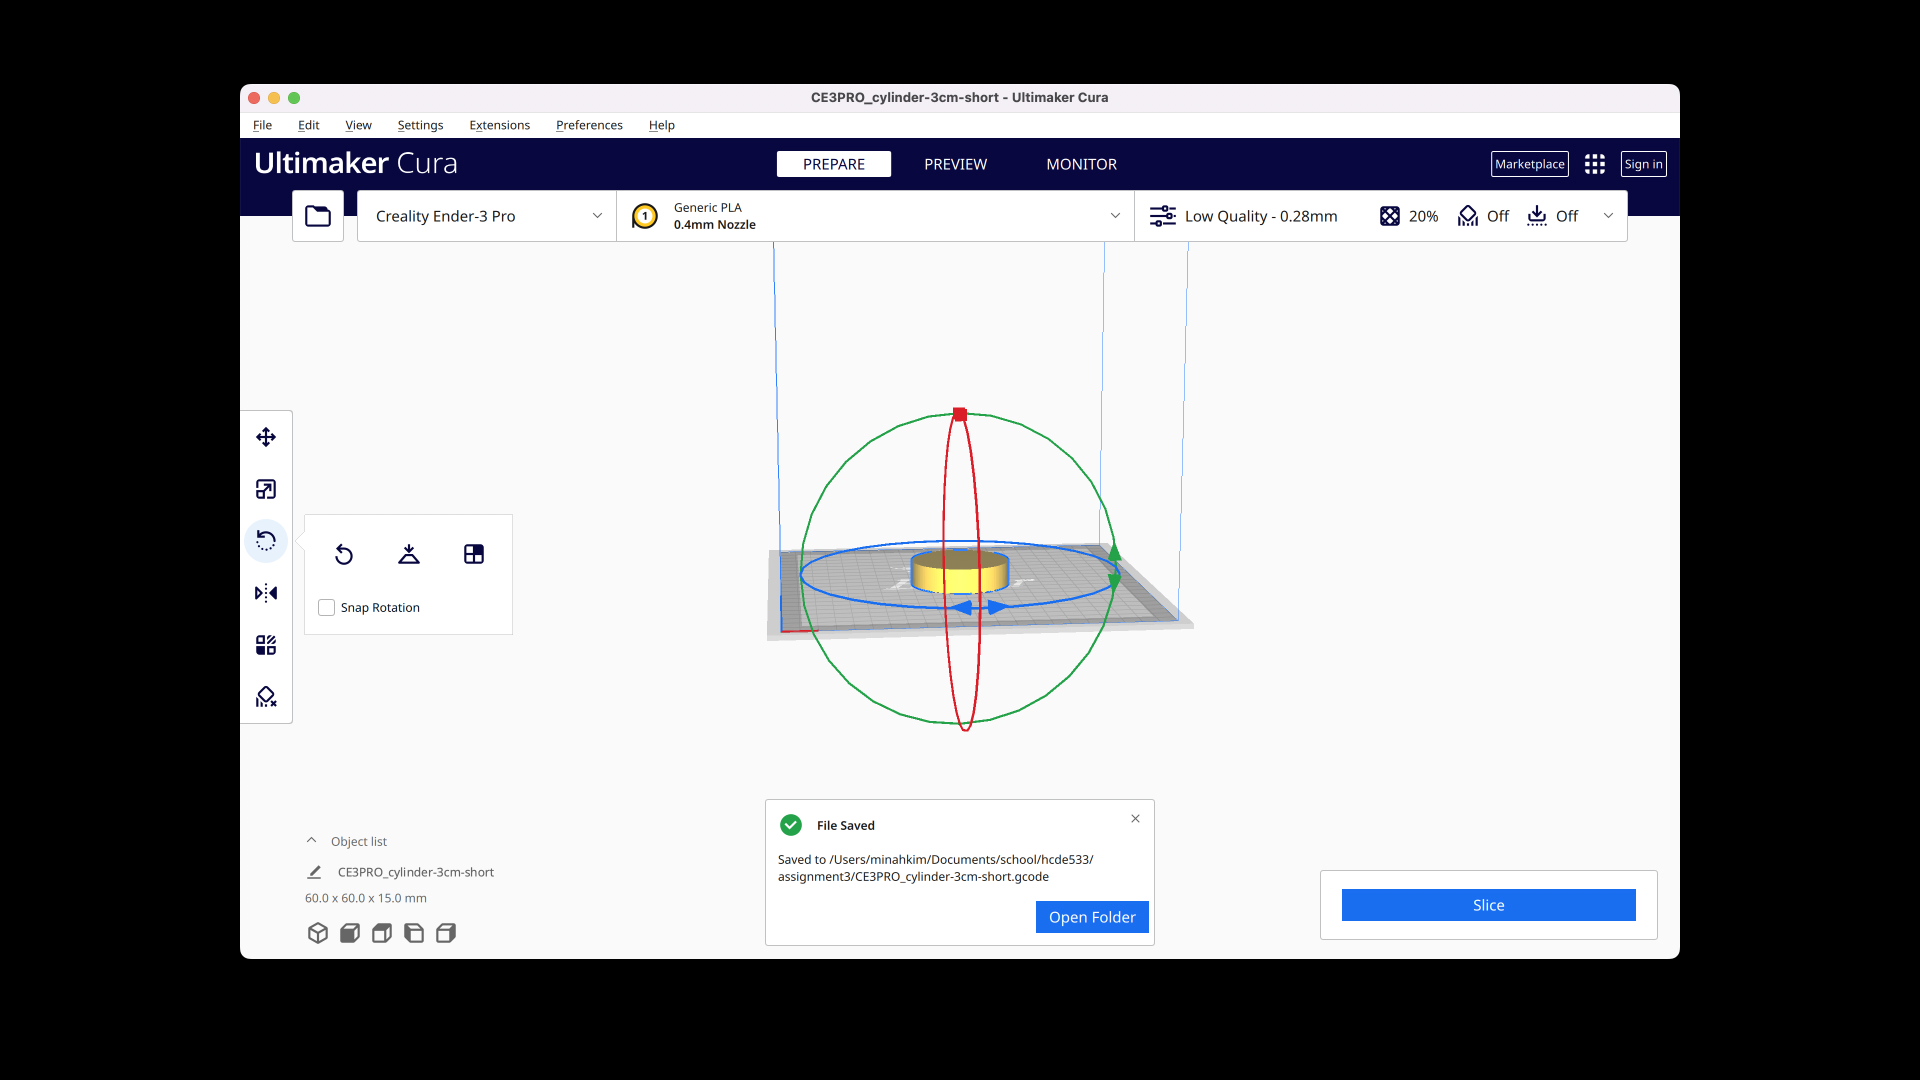 CE3PRO_cylinder-3cm-short - Ultimaker Cura
File Edit View Settings Extensions Preferences Help
Ultimaker Cura
PREPARE PREVIEW MONITOR
Marketplace
Sign in
Creality Ender-3 Pro
1
Generic PLA
0.4mm Nozzle
Low Quality - 0.28mm
20%
Off
Off
Snap Rotation
Object list
CE3PRO_cylinder-3cm-short
60.0 x 60.0 x 15.0 mm
File Saved
Saved to /Users/minahkim/Documents/school/hcde533/
assignment3/CE3PRO_cylinder-3cm-short.gcode
Open Folder
Slice